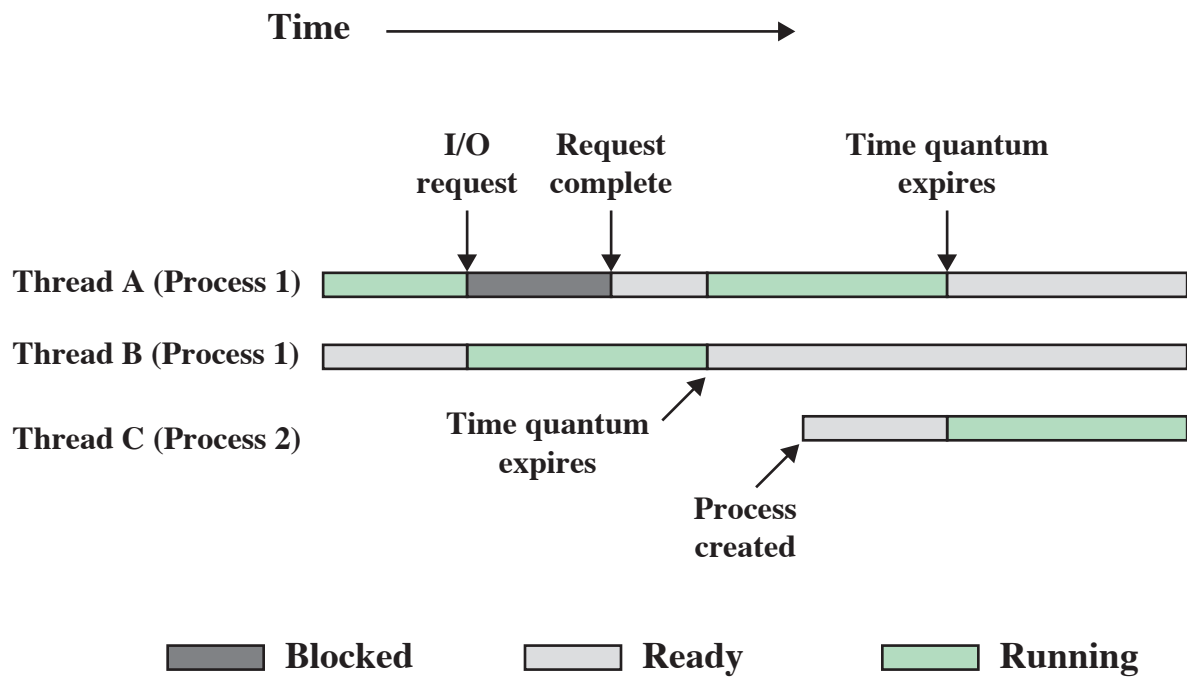 Time
I/O
request
Request
complete
Time quantum
expires
Thread A (Process 1)
Thread B (Process 1)
Thread C (Process 2)
Time quantum
expires
Process
created
Blocked
Ready
Running